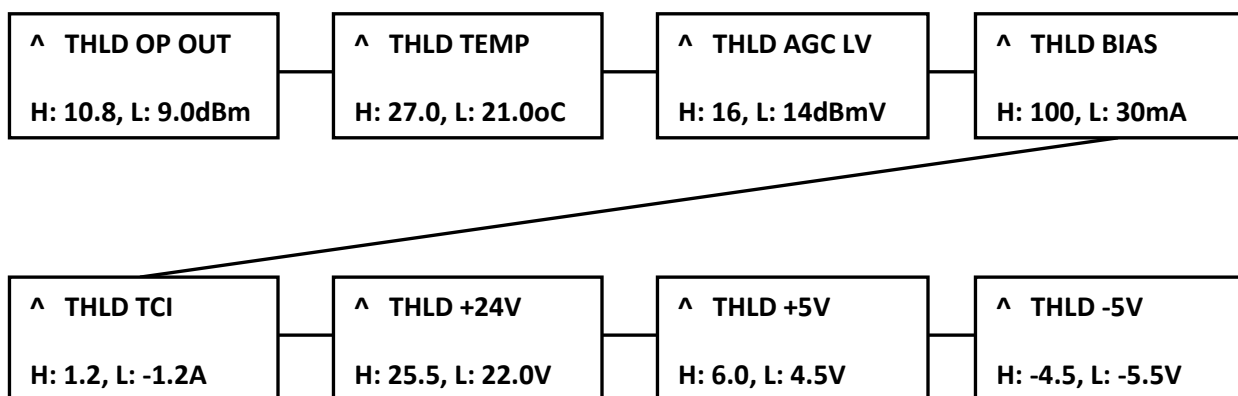 ^ THLD OP OUT
H: 10.8, L: 9.0dBm
^ THLD TEMP
H: 27.0, L: 21.0oC
^ THLD AGC LV
H: 16, L: 14dBmV
^ THLD BIAS
H: 100, L: 30mA
^ THLD TCI
H: 1.2, L: -1.2A
^ THLD +24V
H: 25.5, L: 22.0V
^ THLD +5V
H: 6.0, L: 4.5V
^ THLD -5V
H: -4.5, L: -5.5V